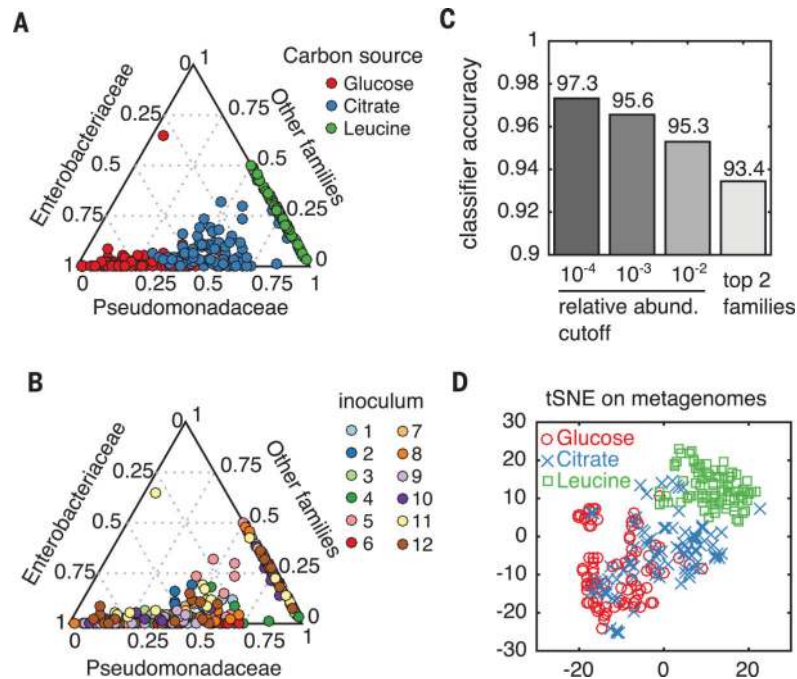 A
Carbon source
Glucose
Citrate
Leucine
Enterobacteriaceae
Other families
Pseudomonadaceae
0
1
0.25
0.75
0.5
0.5
0.75
0.25
1
0
0.25
0.5
0.75
1
B
inoculum
1
2
3
4
5
6
7
8
9
10
11
12
Enterobacteriaceae
Other families
Pseudomonadaceae
0
1
0.25
0.75
0.5
0.5
0.75
0.25
1
0
0
0.25
0.5
0.75
1
C
classifier accuracy
1
0.98
0.96
0.94
0.92
0.9
97.3
95.6
95.3
93.4
10⁻⁴
10⁻³
10⁻²
top 2
families
relative abund.
cutoff
D
tSNE on metagenomes
Glucose
Citrate
Leucine
30
20
10
0
-10
-20
-30
-20
0
20